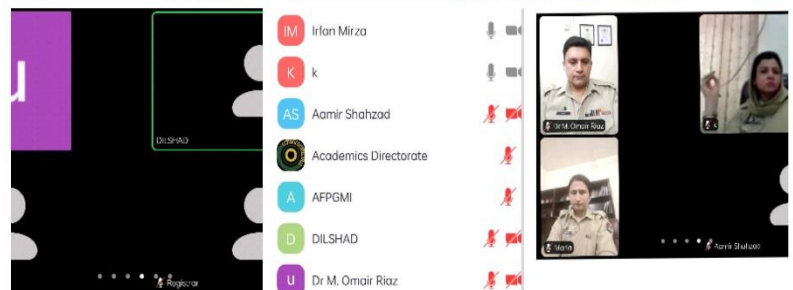 u
DILSHAD
Registrar
IM Irfan Mirza
K k
AS Aamir Shahzad
Academics Directorate
A AFPGMI
D DILSHAD
u Dr M. Omair Riaz
Dr M. Omair Riaz
k
Maria
Aamir Shahzad